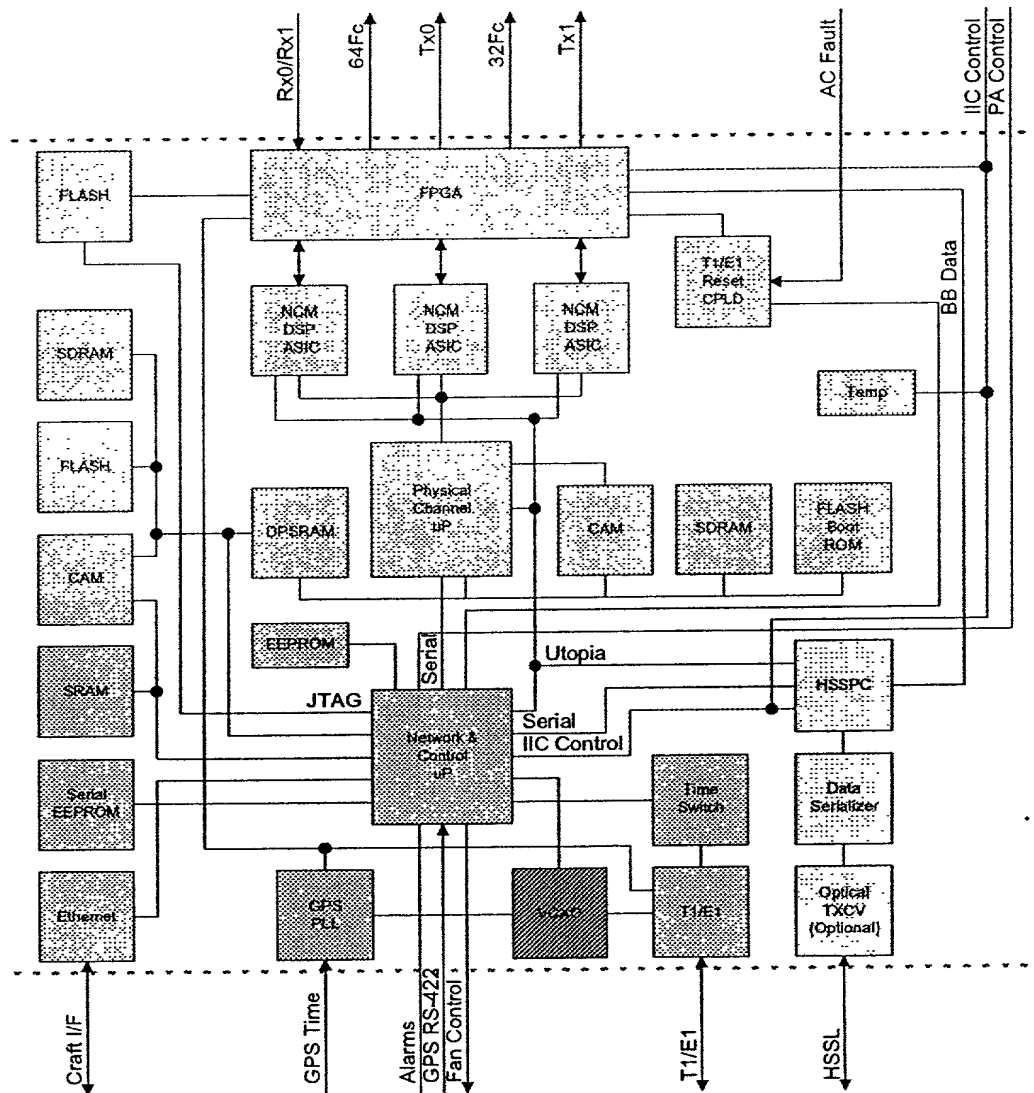 Rx0/Rx1
64Fc
Tx0
32Fc
Tx1
AC Fault
IIC Control
PA Control
FLASH
FPGA
T1/E1
Reset
CPLD
BB Data
NCM
DSP
ASIC
NCM
DSP
ASIC
NCM
DSP
ASIC
SDRAM
Temp
FLASH
Physical
Channel
uP
DPSRAM
CAM
SDRAM
FLASH
Boot
ROM
CAM
EEPROM
Serial
Utopia
SRAM
JTAG
HSSPC
Network &
Control
uP
Serial
IIC Control
Serial
EEPROM
Time
Switch
Data
Serializer
Ethernet
GPS
PLL
T1/E1
Optical
TXCV
(Optional)
Craft I/F
GPS Time
Alarms
GPS RS-422
Fan Control
T1/E1
HSSL